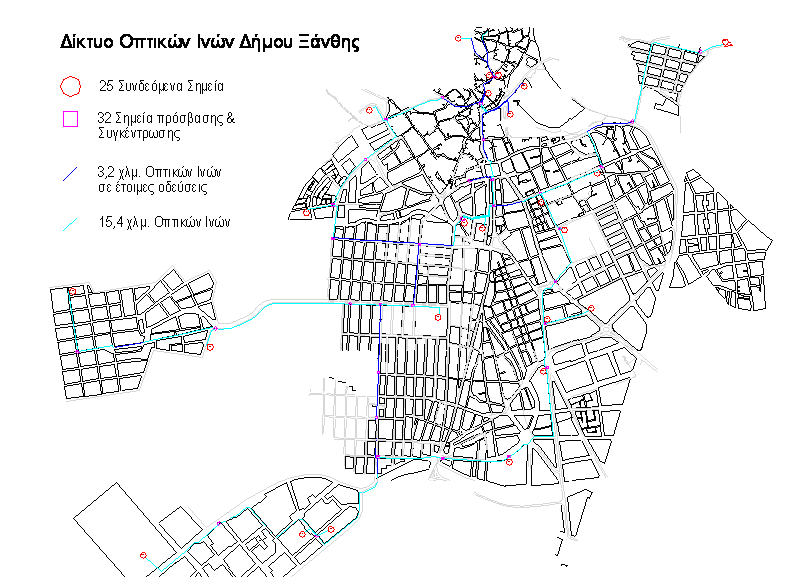 Δίκτυο Οπτικών Ινών Δήμου Ξάνθης
25 Συνδεόμενα Σημεία
32 Σημεία πρόσβασης &
Συγκέντρωσης
3,2 χλμ. Οπτικών Ινών
σε έτοιμες οδεύσεις
15,4 χλμ. Οπτικών Ινών